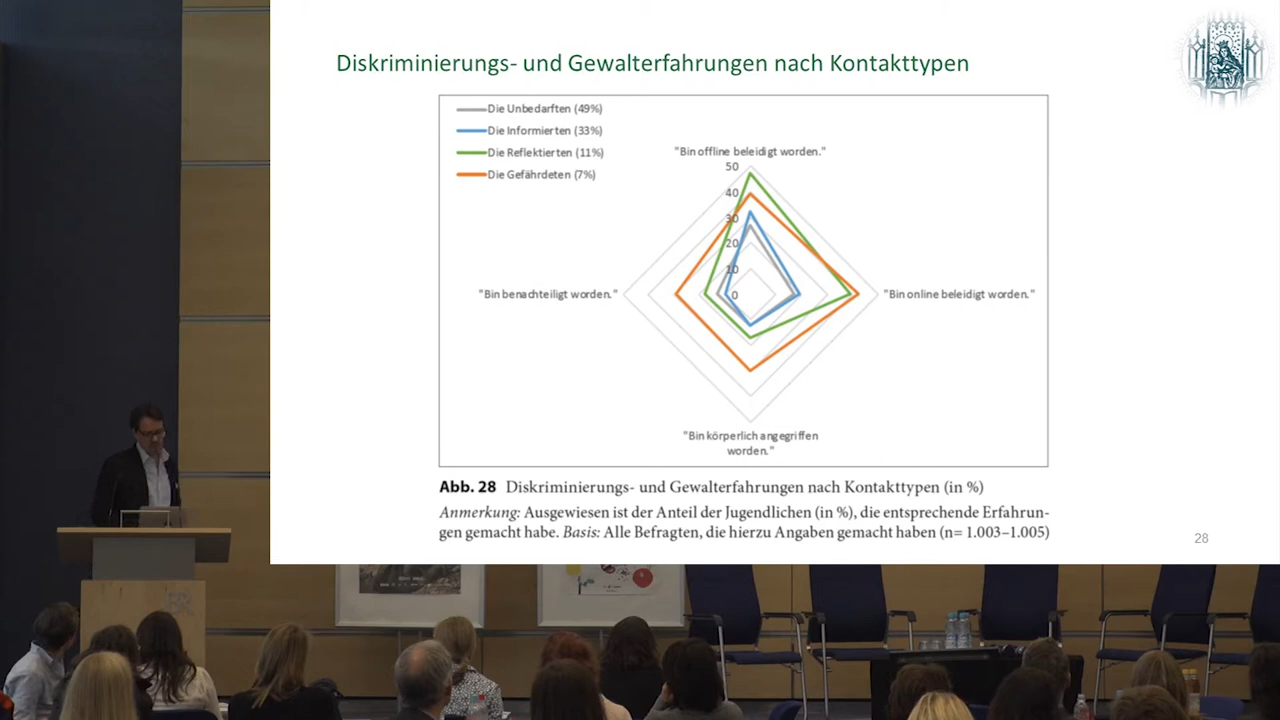 Diskriminierungs- und Gewalterfahrungen nach Kontakttypen
Die Unbedarften (49%)
Die Informierten (33%)
Die Reflektierten (11%)
Die Gefährdeten (7%)
"Bin offline beleidigt worden."
50
40
30
20
10
0
"Bin benachteiligt worden."
"Bin online beleidigt worden."
"Bin körperlich angegriffen
worden."
Abb. 28 Diskriminierungs- und Gewalterfahrungen nach Kontakttypen (in %)
Anmerkung: Ausgewiesen ist der Anteil der Jugendlichen (in %), die entsprechende Erfahrun-
gen gemacht habe. Basis: Alle Befragten, die hierzu Angaben gemacht haben (n= 1.003–1.005)
28